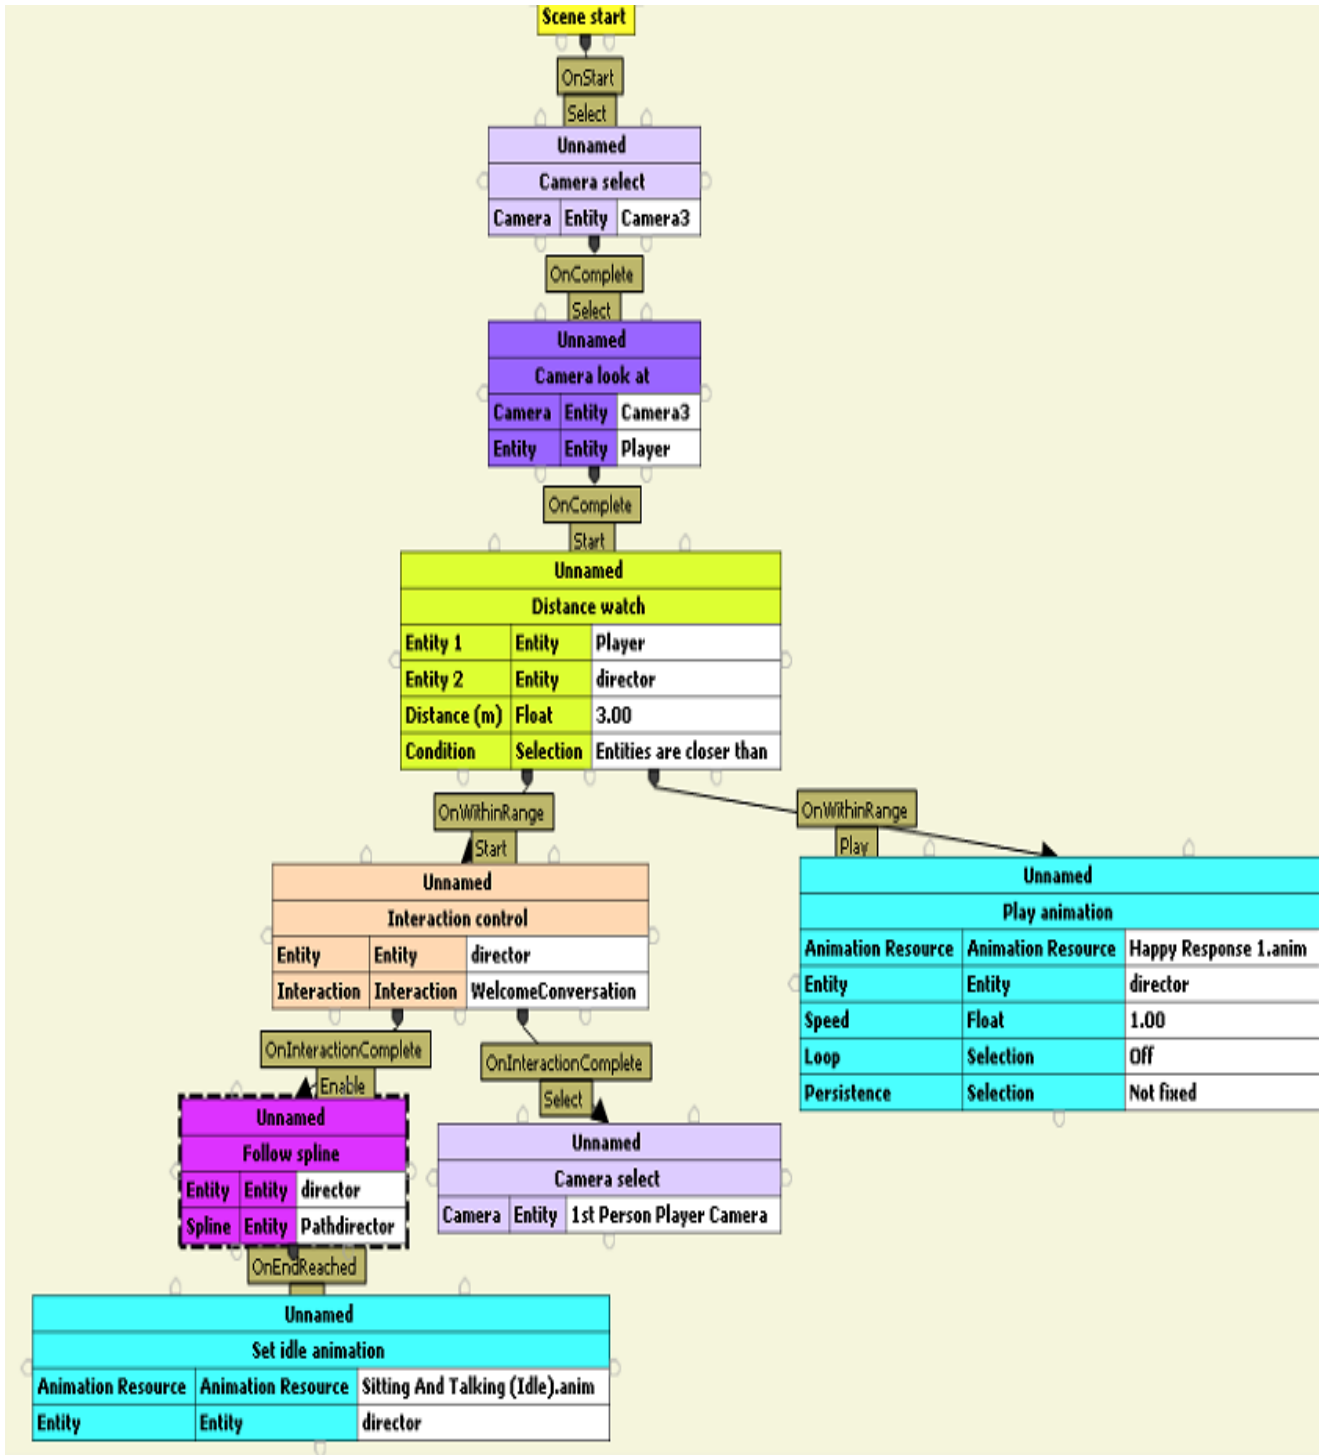 Scene start
OnStart
Select
Unnamed
Camera select
Camera Entity Camera3
OnComplete
Select
Unnamed
Camera look at
Camera Entity Camera3
Entity Entity Player
OnComplete
Start
Unnamed
Distance watch
Entity 1 Entity Player
Entity 2 Entity director
Distance (m) Float 3.00
Condition Selection Entities are closer than
OnWithinRange
Start
Unnamed
Interaction control
Entity Entity director
Interaction Interaction WelcomeConversation
OnWithinRange
Play
Unnamed
Play animation
Animation Resource Animation Resource Happy Response 1.anim
Entity Entity director
Speed Float 1.00
Loop Selection Off
Persistence Selection Not fixed
OnInteractionComplete
Enable
Unnamed
Follow spline
Entity Entity director
Spline Entity Pathdirector
OnInteractionComplete
Select
Unnamed
Camera select
Camera Entity 1st Person Player Camera
OnEndReached
Unnamed
Set idle animation
Animation Resource Animation Resource Sitting And Talking (Idle).anim
Entity Entity director